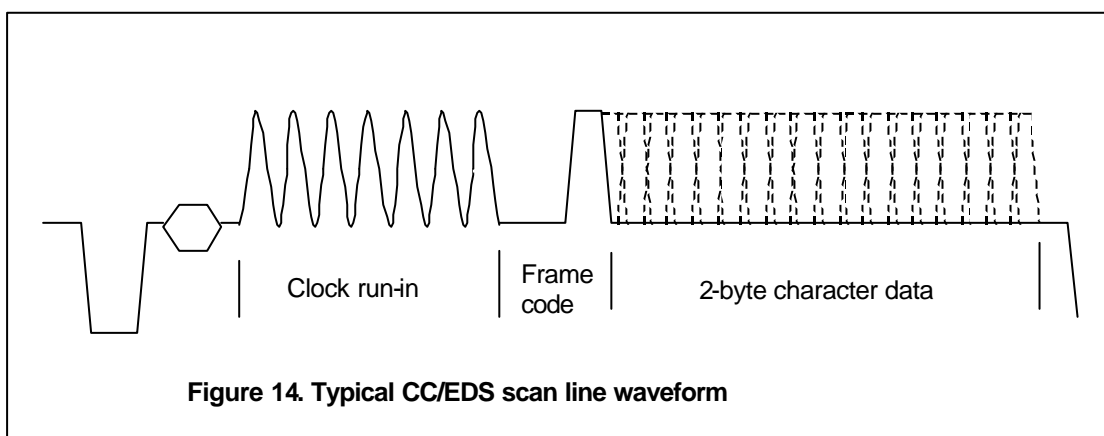 Clock run-in
Frame
code
2-byte character data
Figure 14. Typical CC/EDS scan line waveform